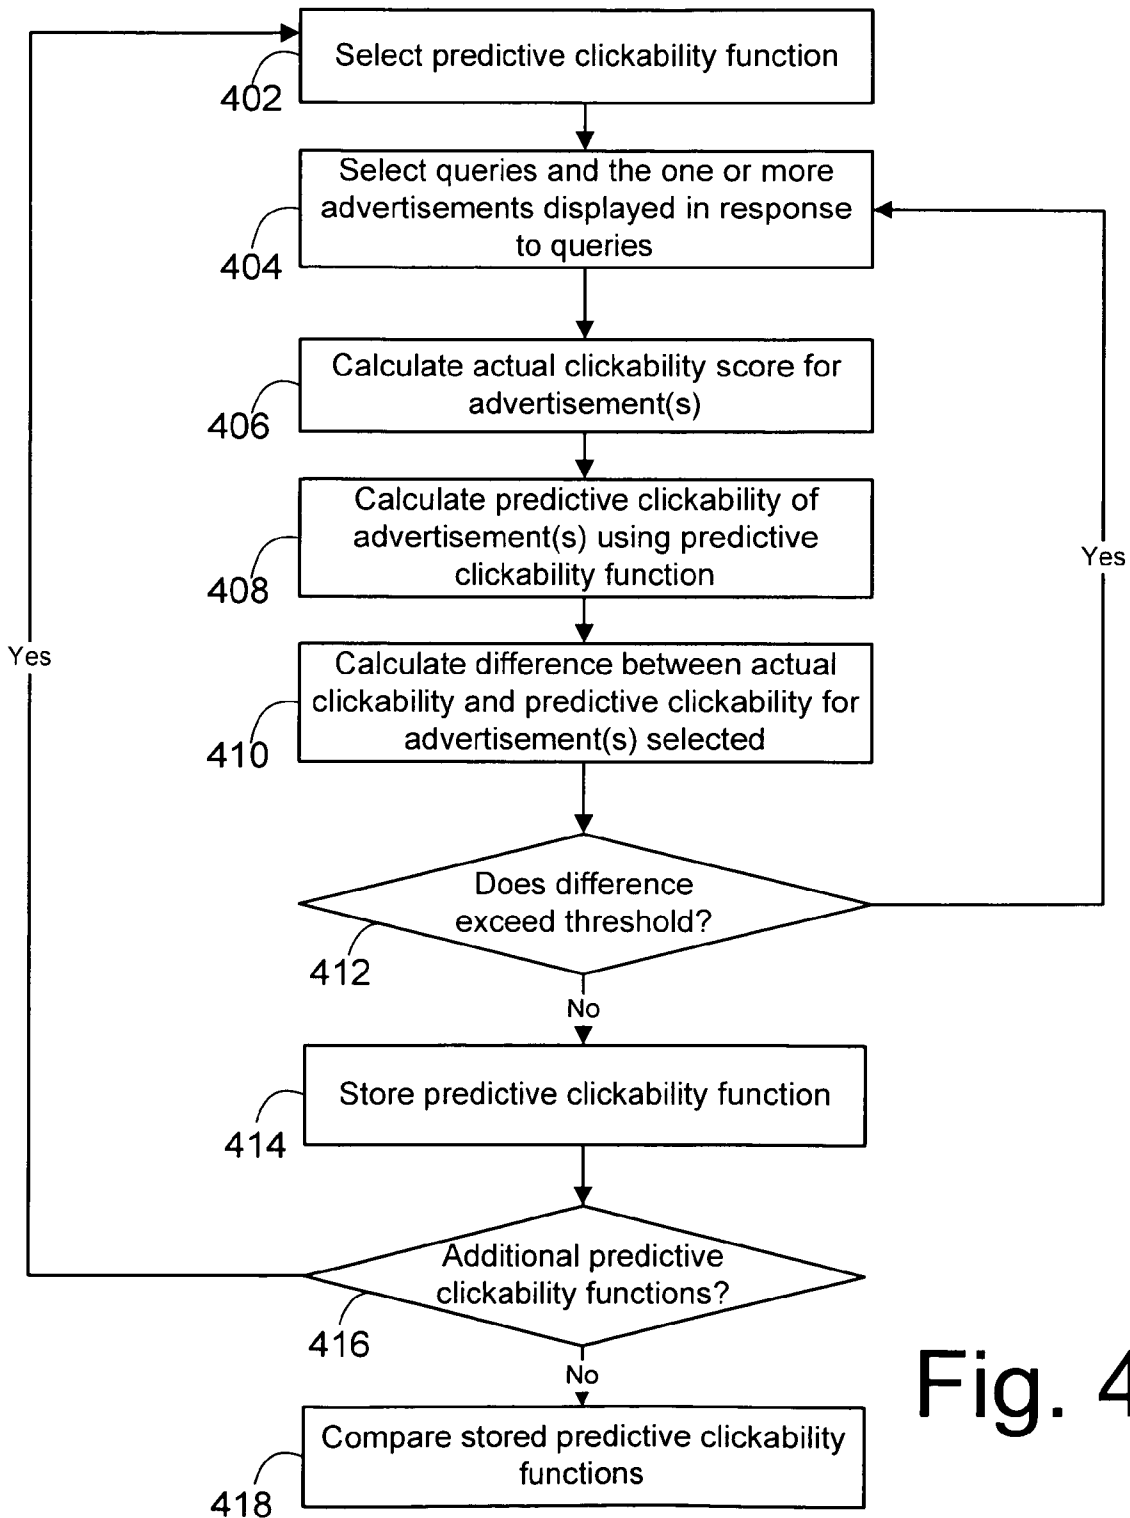 Select predictive clickability function
402
Select queries and the one or more
advertisements displayed in response
to queries
404
Calculate actual clickability score for
advertisement(s)
406
Calculate predictive clickability of
advertisement(s) using predictive
clickability function
408
Yes
Yes
Calculate difference between actual
clickability and predictive clickability for
advertisement(s) selected
410
Does difference
exceed threshold?
412
No
Store predictive clickability function
414
Additional predictive
clickability functions?
416
No
Fig. 4
Compare stored predictive clickability
functions
418